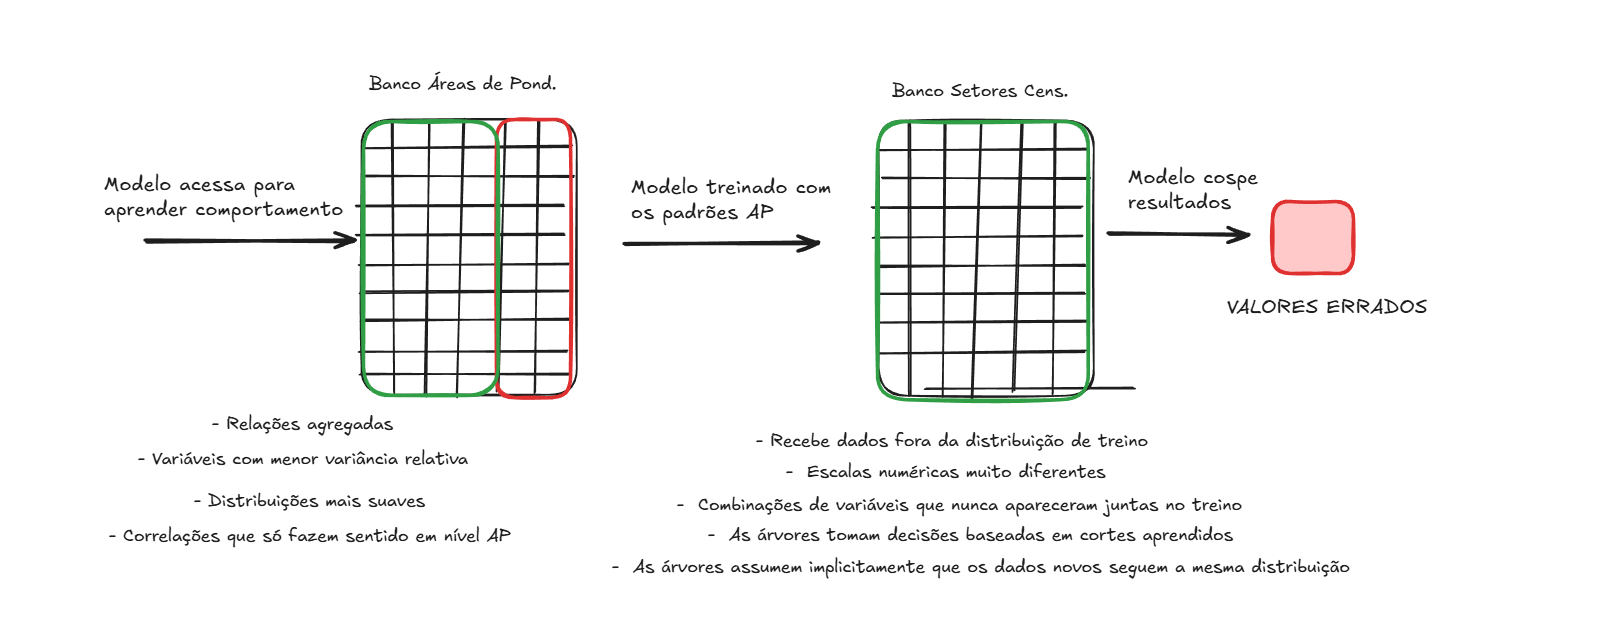 Banco Áreas de Pond.
Banco Setores Cens.
Modelo acessa para
aprender comportamento
Modelo treinado com
os padrões AP
Modelo cospe
resultados
VALORES ERRADOS
- Relações agregadas
- Variáveis com menor variância relativa
- Distribuições mais suaves
- Correlações que só fazem sentido em nível AP
- Recebe dados fora da distribuição de treino
- Escalas numéricas muito diferentes
- Combinações de variáveis que nunca apareceram juntas no treino
- As árvores tomam decisões baseadas em cortes aprendidos
- As árvores assumem implicitamente que os dados novos seguem a mesma distribuição